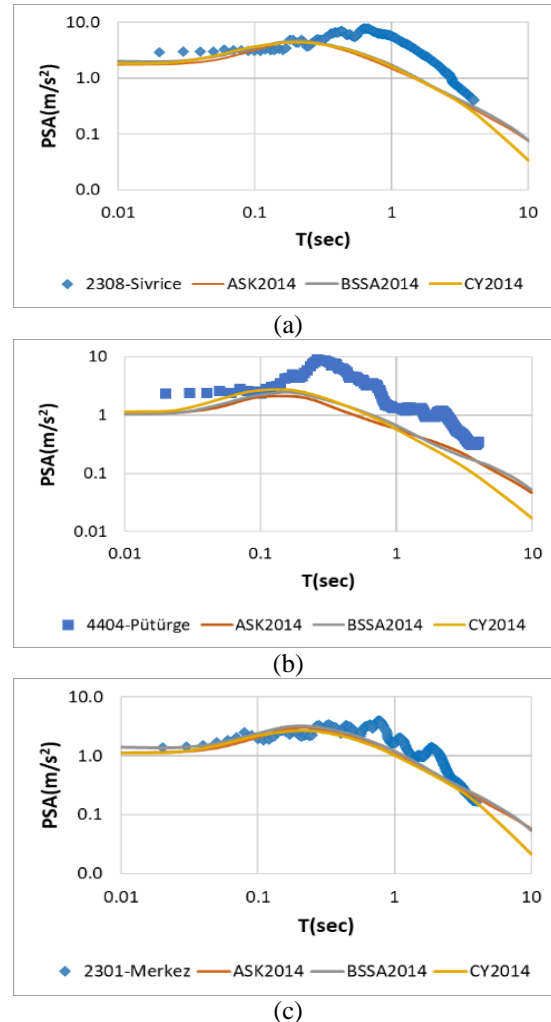 10.0
1.0
0.1
0.0
PSA(m/s²)
0.01 0.1 1 10
T(sec)
2308-Sivrice ASK2014 BSSA2014 CY2014
(a)
10
1
0.1
0.01
PSA(m/s²)
0.01 0.1 1 10
T(sec)
4404-Pütürge ASK2014 BSSA2014 CY2014
(b)
10.0
1.0
0.1
0.0
PSA(m/s²)
0.01 0.1 1 10
T(sec)
2301-Merkez ASK2014 BSSA2014 CY2014
(c)